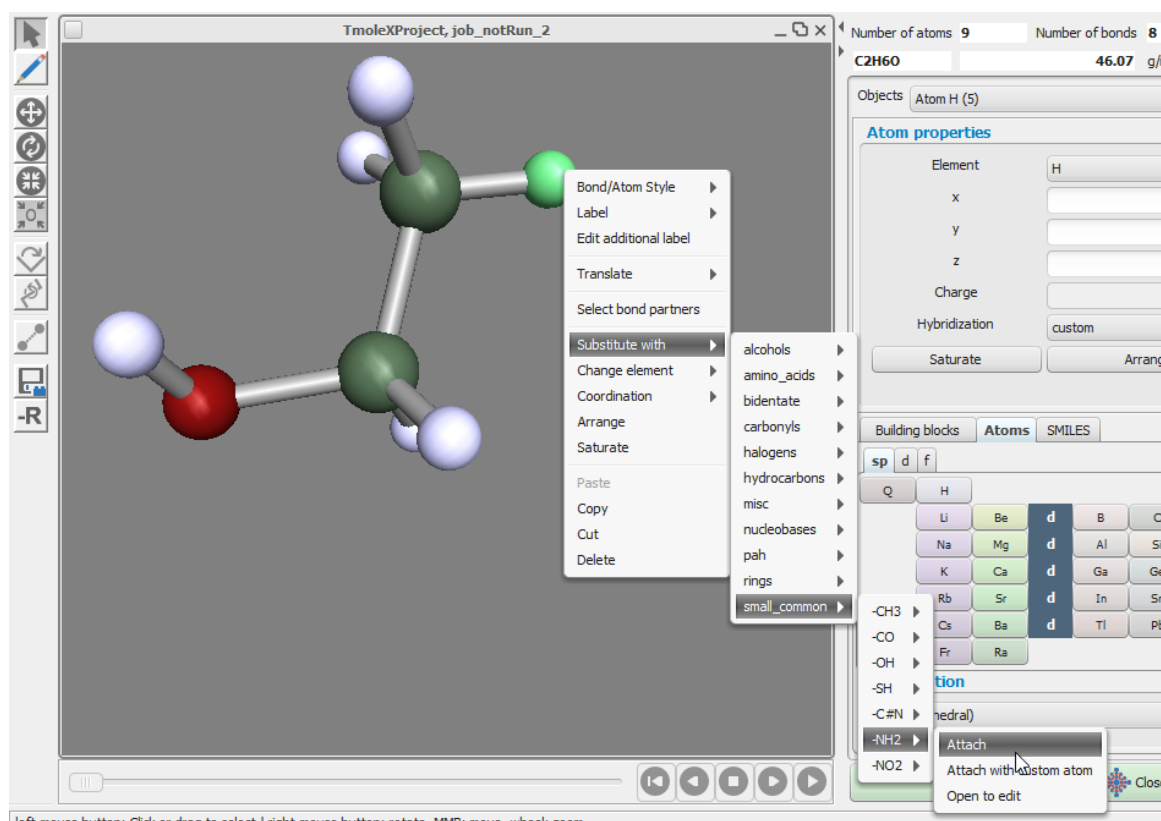 TmoleXProject, job_notRun_2
Number of atoms 9 Number of bonds 8
C2H6O 46.07
Objects Atom H (5)
Atom properties
Element H
x
y
z
Charge
Hybridization custom
Saturate
Building blocks Atoms SMILES
sp d f
Q H
Li Be d B
Na Mg d Al
K Ca d Ga
Rb Sr d In
Cs Ba d Tl
Fr Ra
-R
Bond/Atom Style
Label
Edit additional label
Translate
Select bond partners
Substitute with
Change element
Coordination
Arrange
Saturate
Paste
Copy
Cut
Delete
alcohols
amino_acids
bidentate
carbonyls
halogens
hydrocarbons
misc
nucleobases
pah
rings
small_common
-CH3
-CO
-OH
-SH
-C#N
-NH2
-NO2
Attach
Attach with custom atom
Open to edit